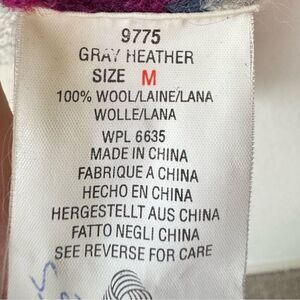 9775
GRAY HEATHER
SIZE M
100% WOOL/LAINE/LANA
WOLLE/LANA
WPL 6635
MADE IN CHINA
FABRIQUE A CHINA
HECHO EN CHINA
HERGESTELLT AUS CHINA
FATTO NEGLI CHINA
SEE REVERSE FOR CARE